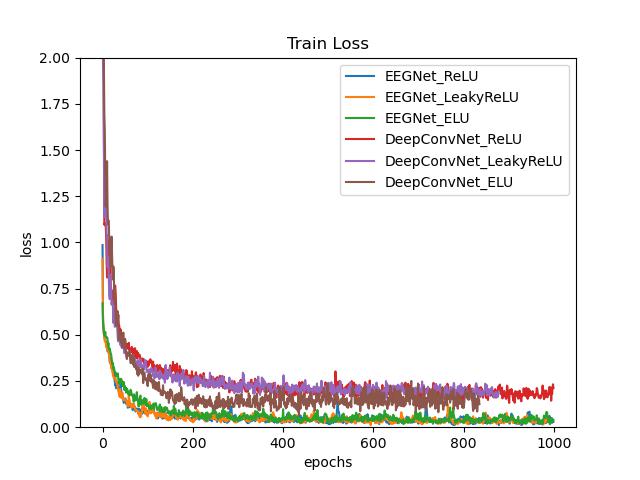 Train Loss
2.00
1.75
1.50
1.25
1.00
0.75
0.50
0.25
0.00
loss
EEGNet_ReLU
EEGNet_LeakyReLU
EEGNet_ELU
DeepConvNet_ReLU
DeepConvNet_LeakyReLU
DeepConvNet_ELU
0 200 400 600 800 1000
epochs